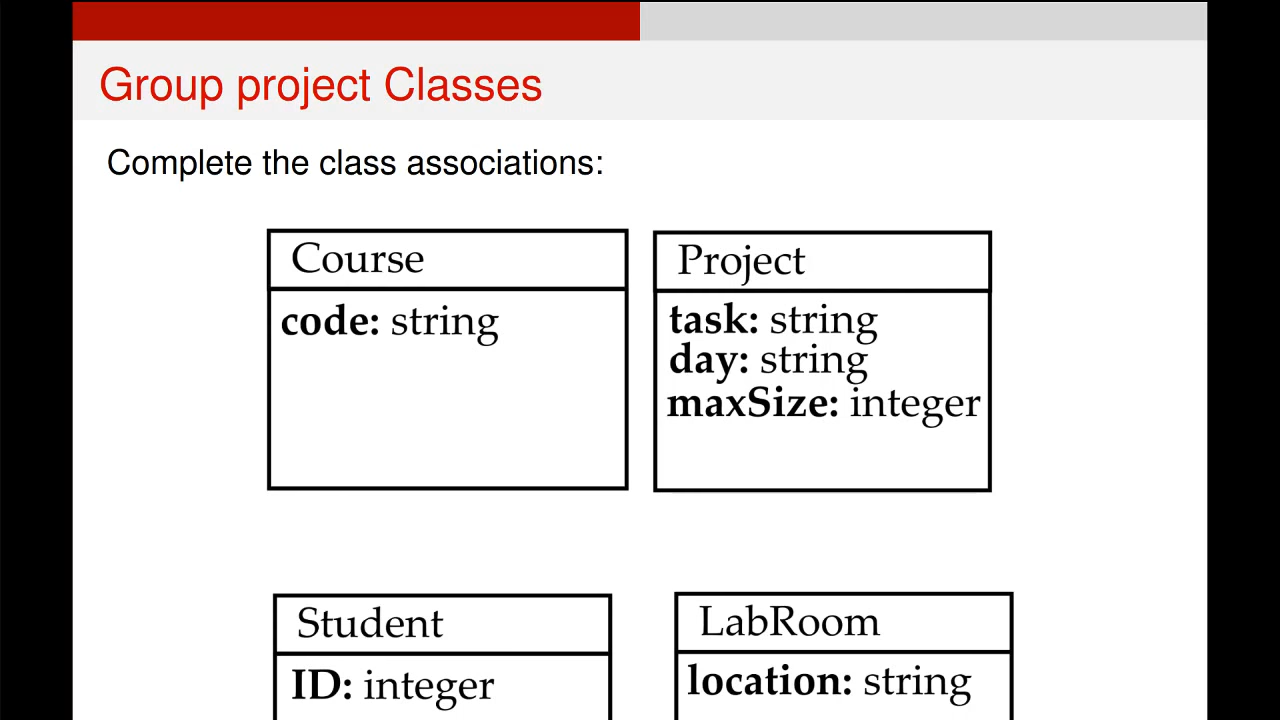 Group project Classes
Complete the class associations:
Course
code: string
Project
task: string
day: string
maxSize: integer
Student
ID: integer
LabRoom
location: string